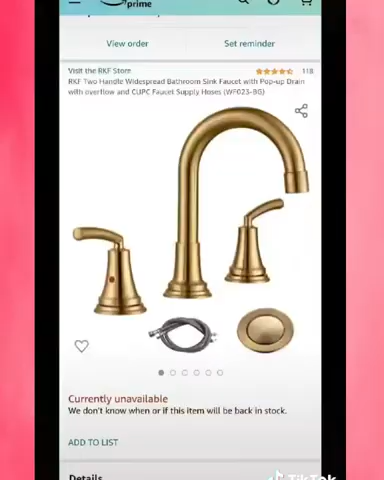 prime
View order
Set reminder
Visit the RKF Store
118
RKF Two Handle Widespread Bathroom Sink Faucet with Pop-up Drain
with overflow and CUPC Faucet Supply Hoses (WF023-BG)
Currently unavailable
We don't know when or if this item will be back in stock.
ADD TO LIST
Details
TikTok